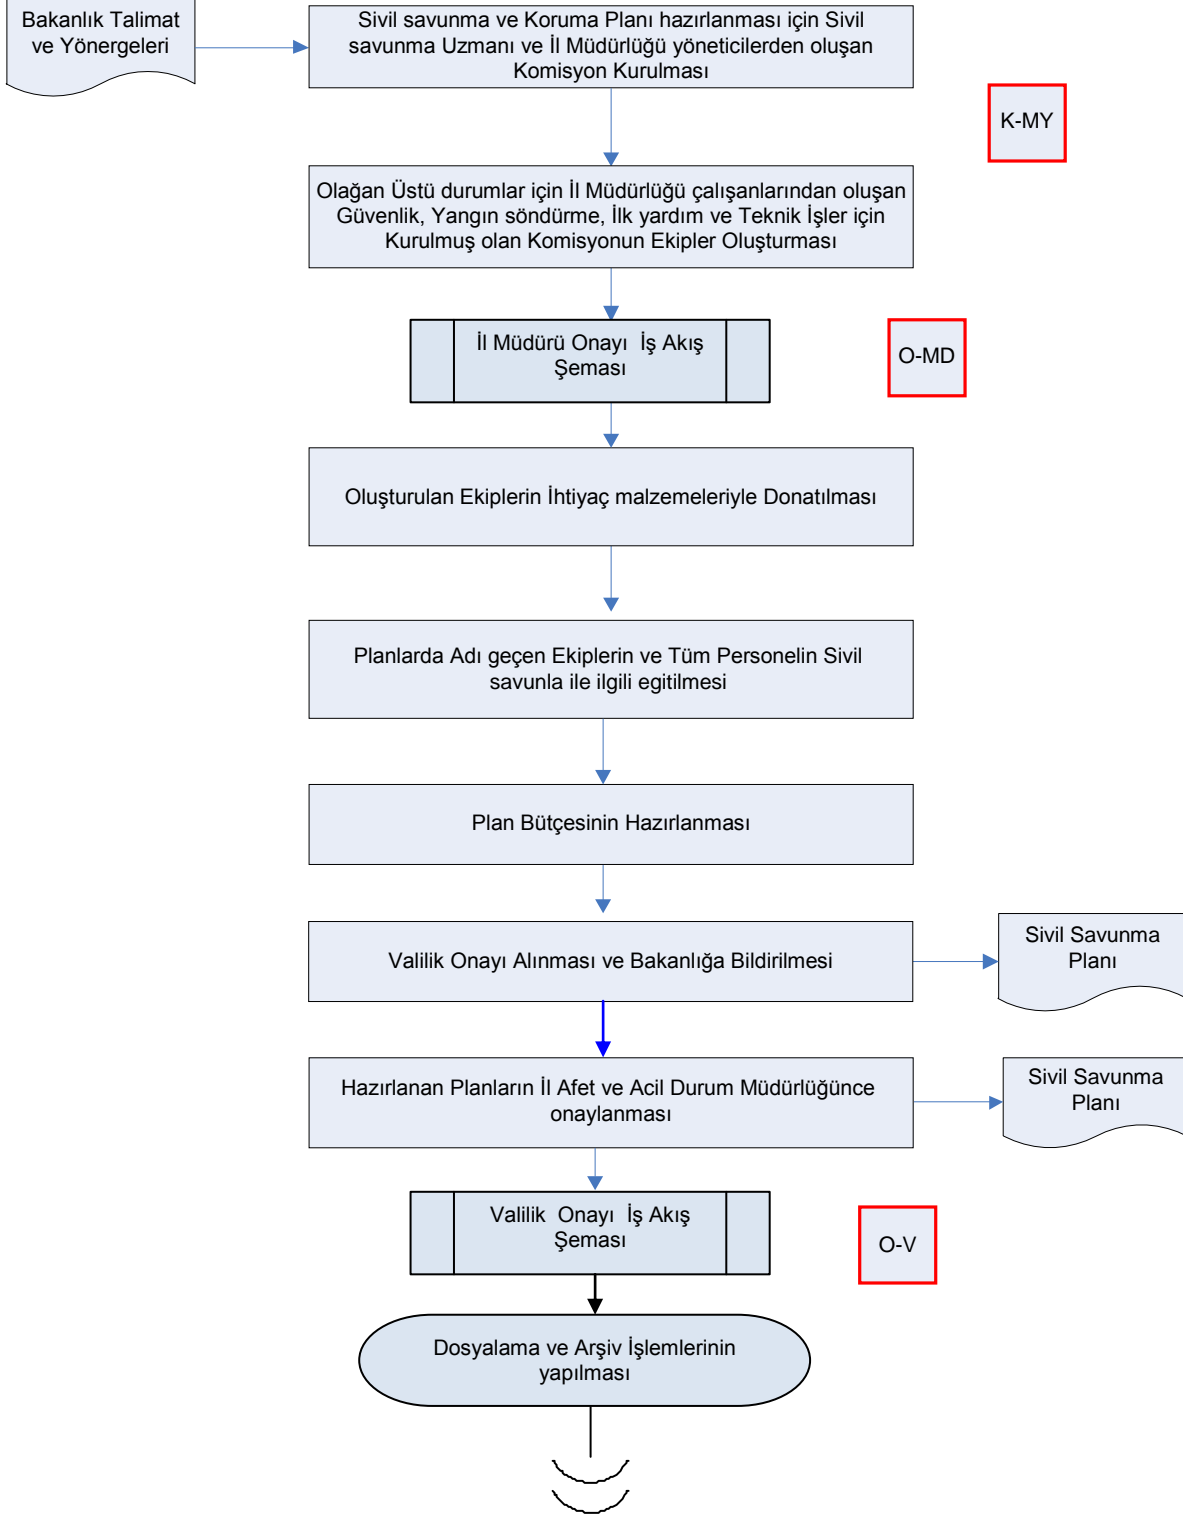 Bakanlık Talimat
ve Yönergeleri
Sivil savunma ve Koruma Planı hazırlanması için Sivil
savunma Uzmanı ve İl Müdürlüğü yöneticilerden oluşan
Komisyon Kurulması
K-MY
Olağan Üstü durumlar için İl Müdürlüğü çalışanlarından oluşan
Güvenlik, Yangın söndürme, İlk yardım ve Teknik İşler için
Kurulmuş olan Komisyonun Ekipler Oluşturması
İl Müdürü Onayı İş Akış
Şeması
O-MD
Oluşturulan Ekiplerin İhtiyaç malzemeleriyle Donatılması
Planlarda Adı geçen Ekiplerin ve Tüm Personelin Sivil
savunla ile ilgili egitilmesi
Plan Bütçesinin Hazırlanması
Valilik Onayı Alınması ve Bakanlığa Bildirilmesi
Sivil Savunma
Planı
Hazırlanan Planların İl Afet ve Acil Durum Müdürlüğünce
onaylanması
Sivil Savunma
Planı
Valilik Onayı İş Akış
Şeması
O-V
Dosyalama ve Arşiv İşlemlerinin
yapılması